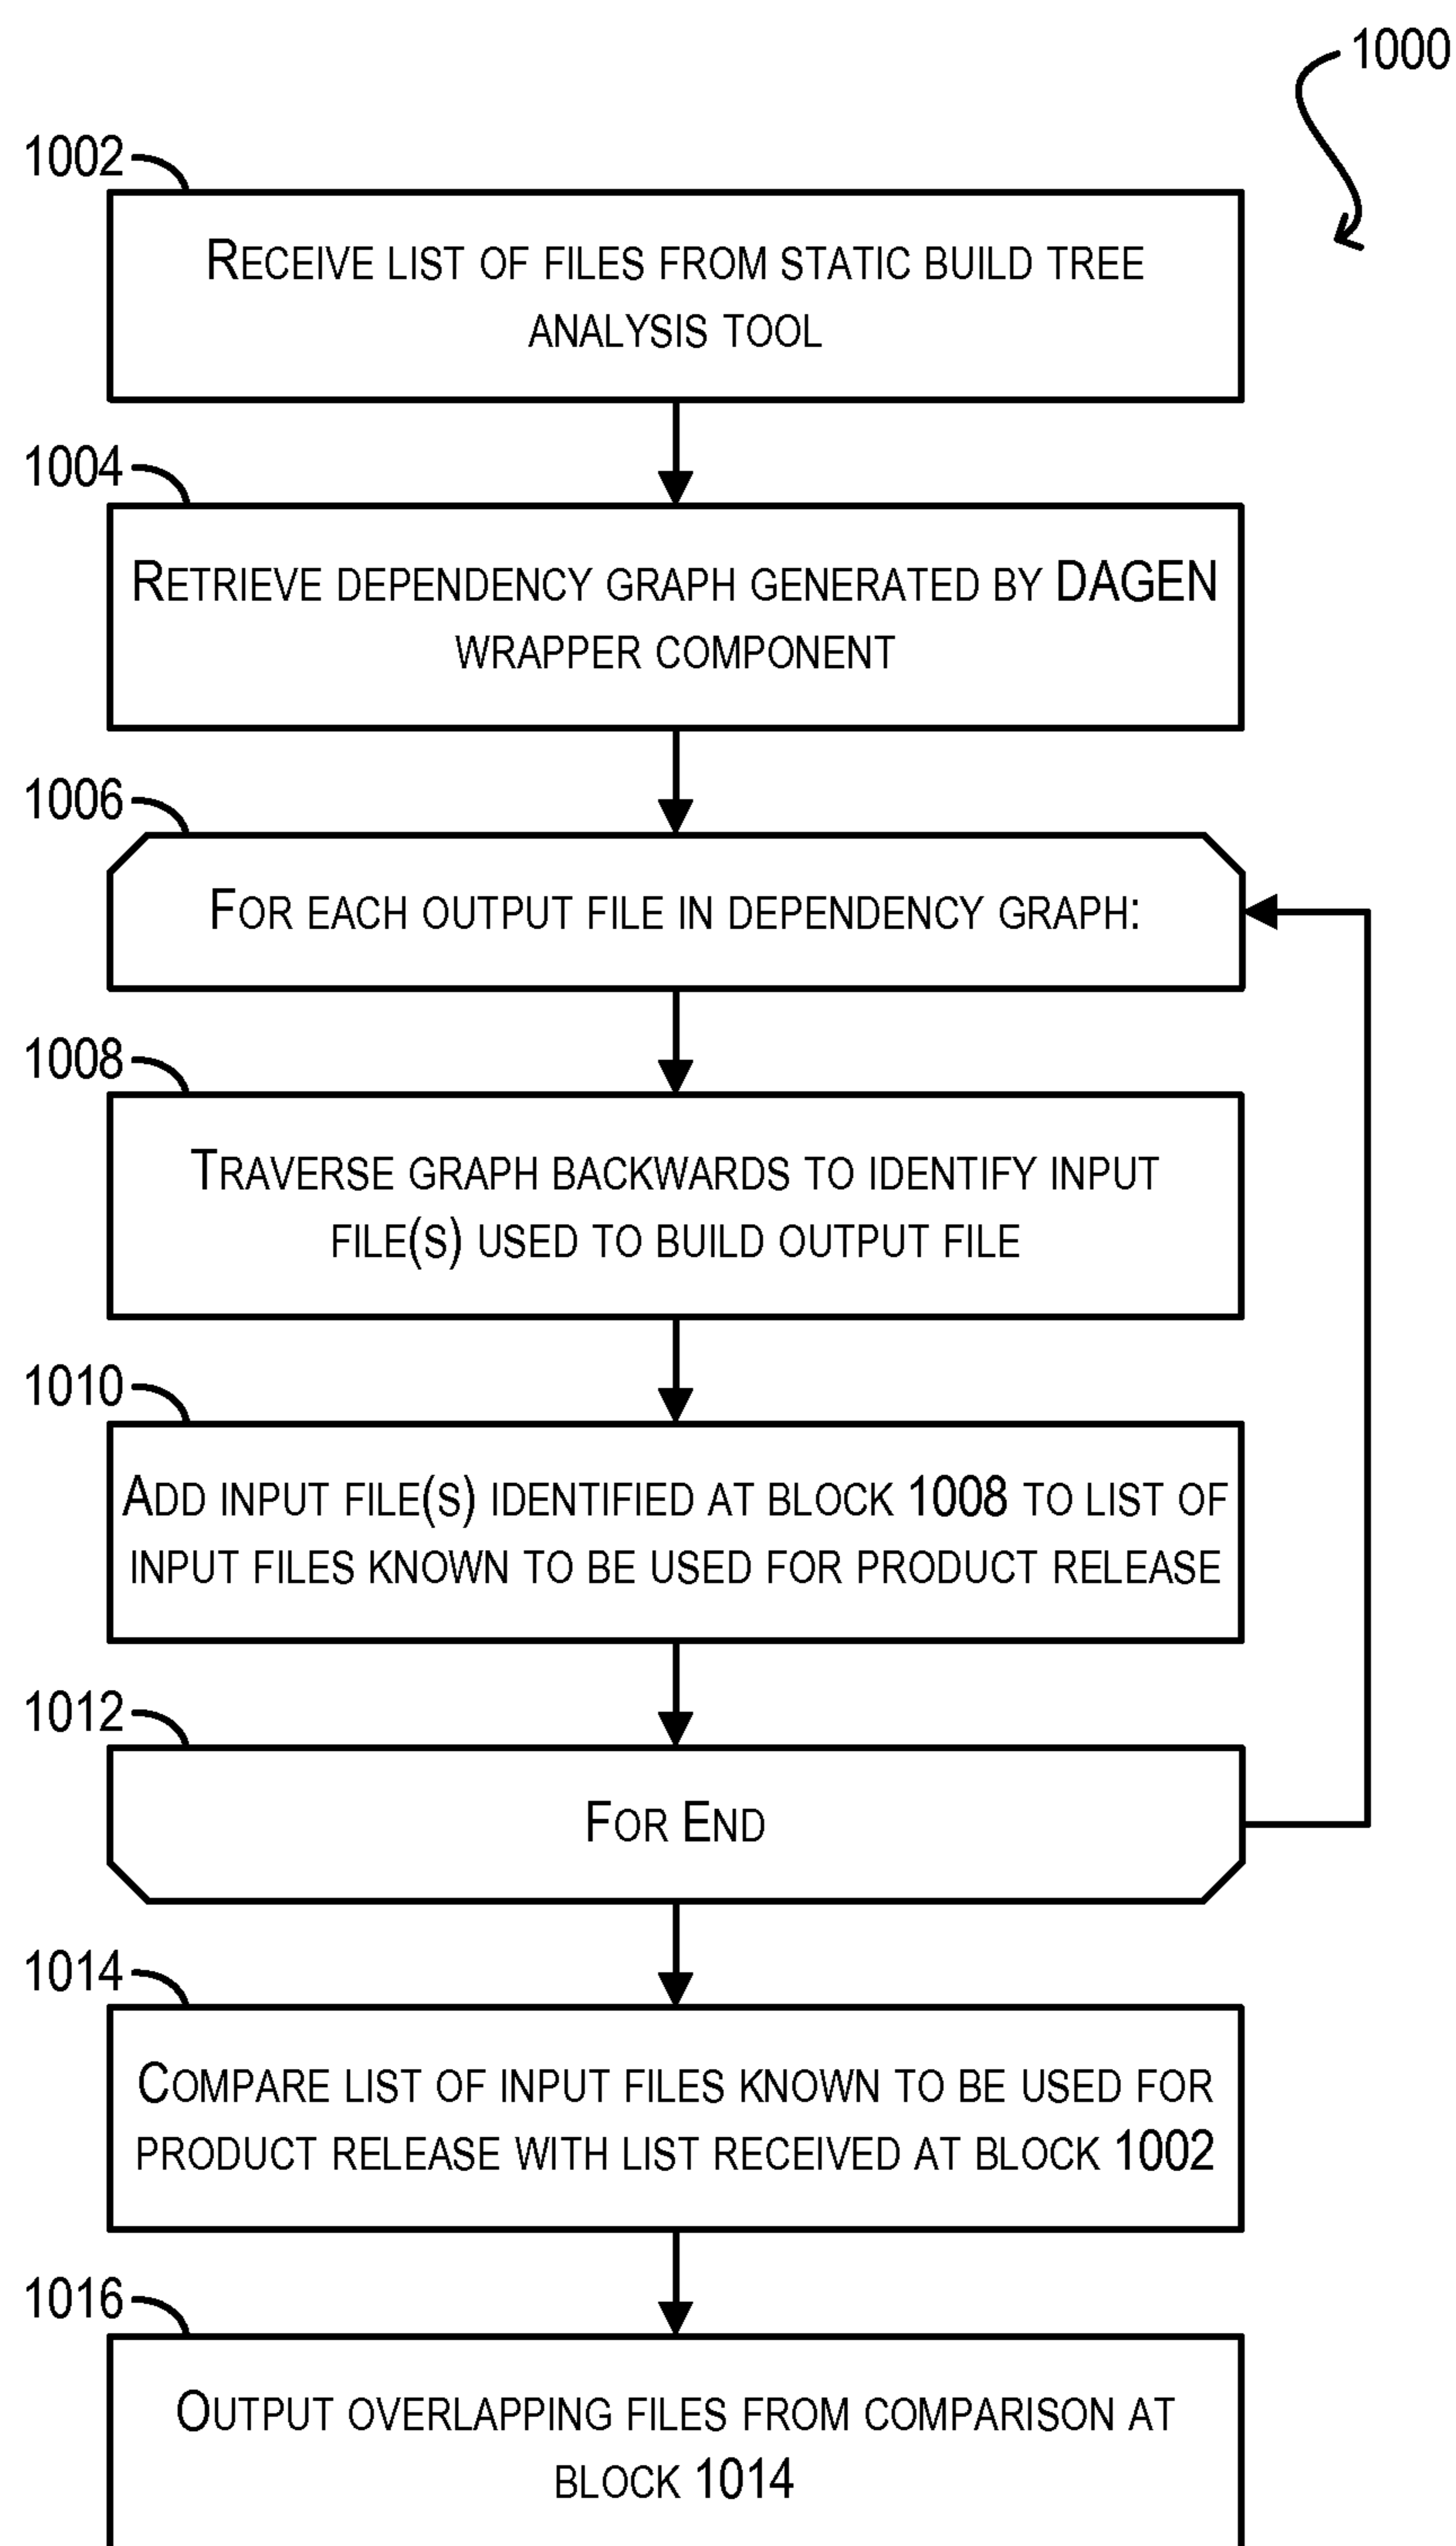 1000
1002
RECEIVE LIST OF FILES FROM STATIC BUILD TREE
ANALYSIS TOOL
1004
RETRIEVE DEPENDENCY GRAPH GENERATED BY DAGEN
WRAPPER COMPONENT
1006
FOR EACH OUTPUT FILE IN DEPENDENCY GRAPH:
1008
TRAVERSE GRAPH BACKWARDS TO IDENTIFY INPUT
FILE(S) USED TO BUILD OUTPUT FILE
1010
ADD INPUT FILE(S) IDENTIFIED AT BLOCK 1008 TO LIST OF
INPUT FILES KNOWN TO BE USED FOR PRODUCT RELEASE
1012
FOR END
1014
COMPARE LIST OF INPUT FILES KNOWN TO BE USED FOR
PRODUCT RELEASE WITH LIST RECEIVED AT BLOCK 1002
1016
OUTPUT OVERLAPPING FILES FROM COMPARISON AT
BLOCK 1014